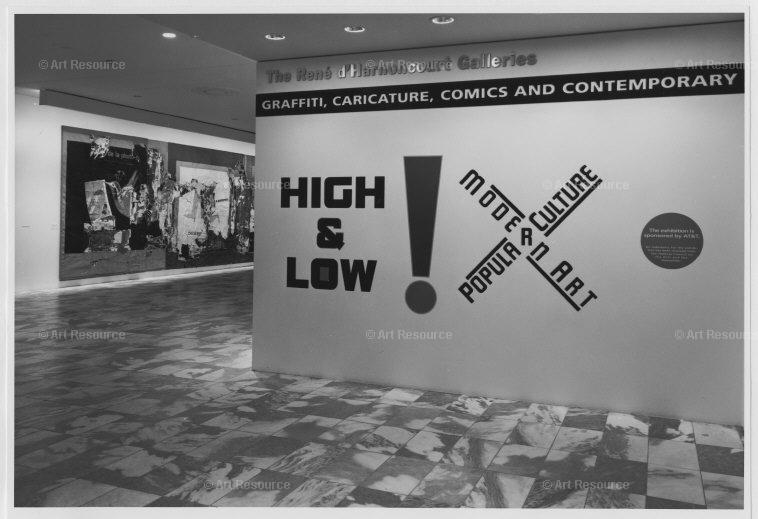 The René d'Harnoncourt Galleries
GRAFFITI, CARICATURE, COMICS AND CONTEMPORARY
HIGH
&
LOW
!
MODERN ART
POPULAR CULTURE
The exhibition is
sponsored by AT&T.
© Art Resource
© Art Resource
© Art Resource
© Art Resource
© Art Resource
© Art Resource
© Art Resource
© Art Resource
© Art Resource
© Art Resource
© Art Resource